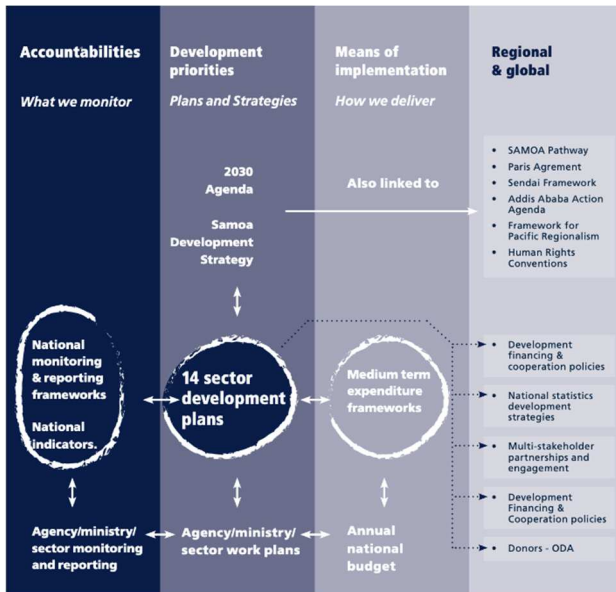 Accountabilities
What we monitor
Development
priorities
Plans and Strategies
Means of
implementation
How we deliver
Regional
& global
2030
Agenda
Samoa
Development
Strategy
Also linked to
• SAMOA Pathway
• Paris Agrement
• Sendai Framework
• Addis Ababa Action
Agenda
• Framework for
Pacific Regionalism
• Human Rights
Conventions
National
monitoring
& reporting
frameworks
National
indicators.
14 sector
development
plans
Medium term
expenditure
frameworks
• Development
financing &
cooperation policies
• National statistics
development
strategies
• Multi-stakeholder
partnerships and
engagement
• Development
Financing &
Cooperation policies
• Donors - ODA
Agency/ministry/
sector monitoring
and reporting
Agency/ministry/
sector work plans
Annual
national
budget